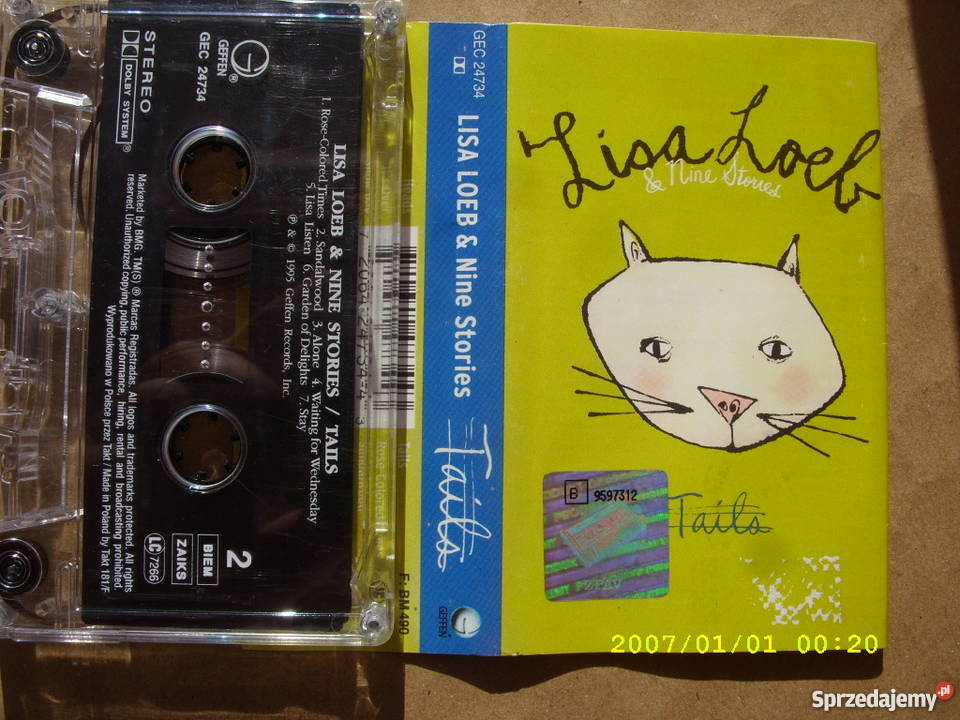 STEREO
DOLBY SYSTEM®
GEFFEN®
GEC 24734
LISA LOEB & NINE STORIES / TAILS
1. Rose-Colored Times 2. Sandalwood 3. Alone 4. Waiting for Wednesday
5. Lisa Listen 6. Garden of Delights 7. Stay
℗ & © 1995 Geffen Records, Inc.
2
BIEM
ZAIKS
LC 7266
Marketed by BMG. TM(S) ® Marcas Registradas. All logos and trademarks protected. All rights
reserved. Unauthorized copying, public performance, hiring, rental and broadcasting prohibited.
Wyprodukowano w Polsce przez Takt / Made in Poland by Takt 181/F
Tails
Rose-Colored
F: BM 490
GEC 24734
LISA LOEB & Nine Stories
Tails
GEFFEN
Lisa Loeb
& Nine Stories
B 9597312
Tails
2007/01/01 00:20
Sprzedajemy.pl